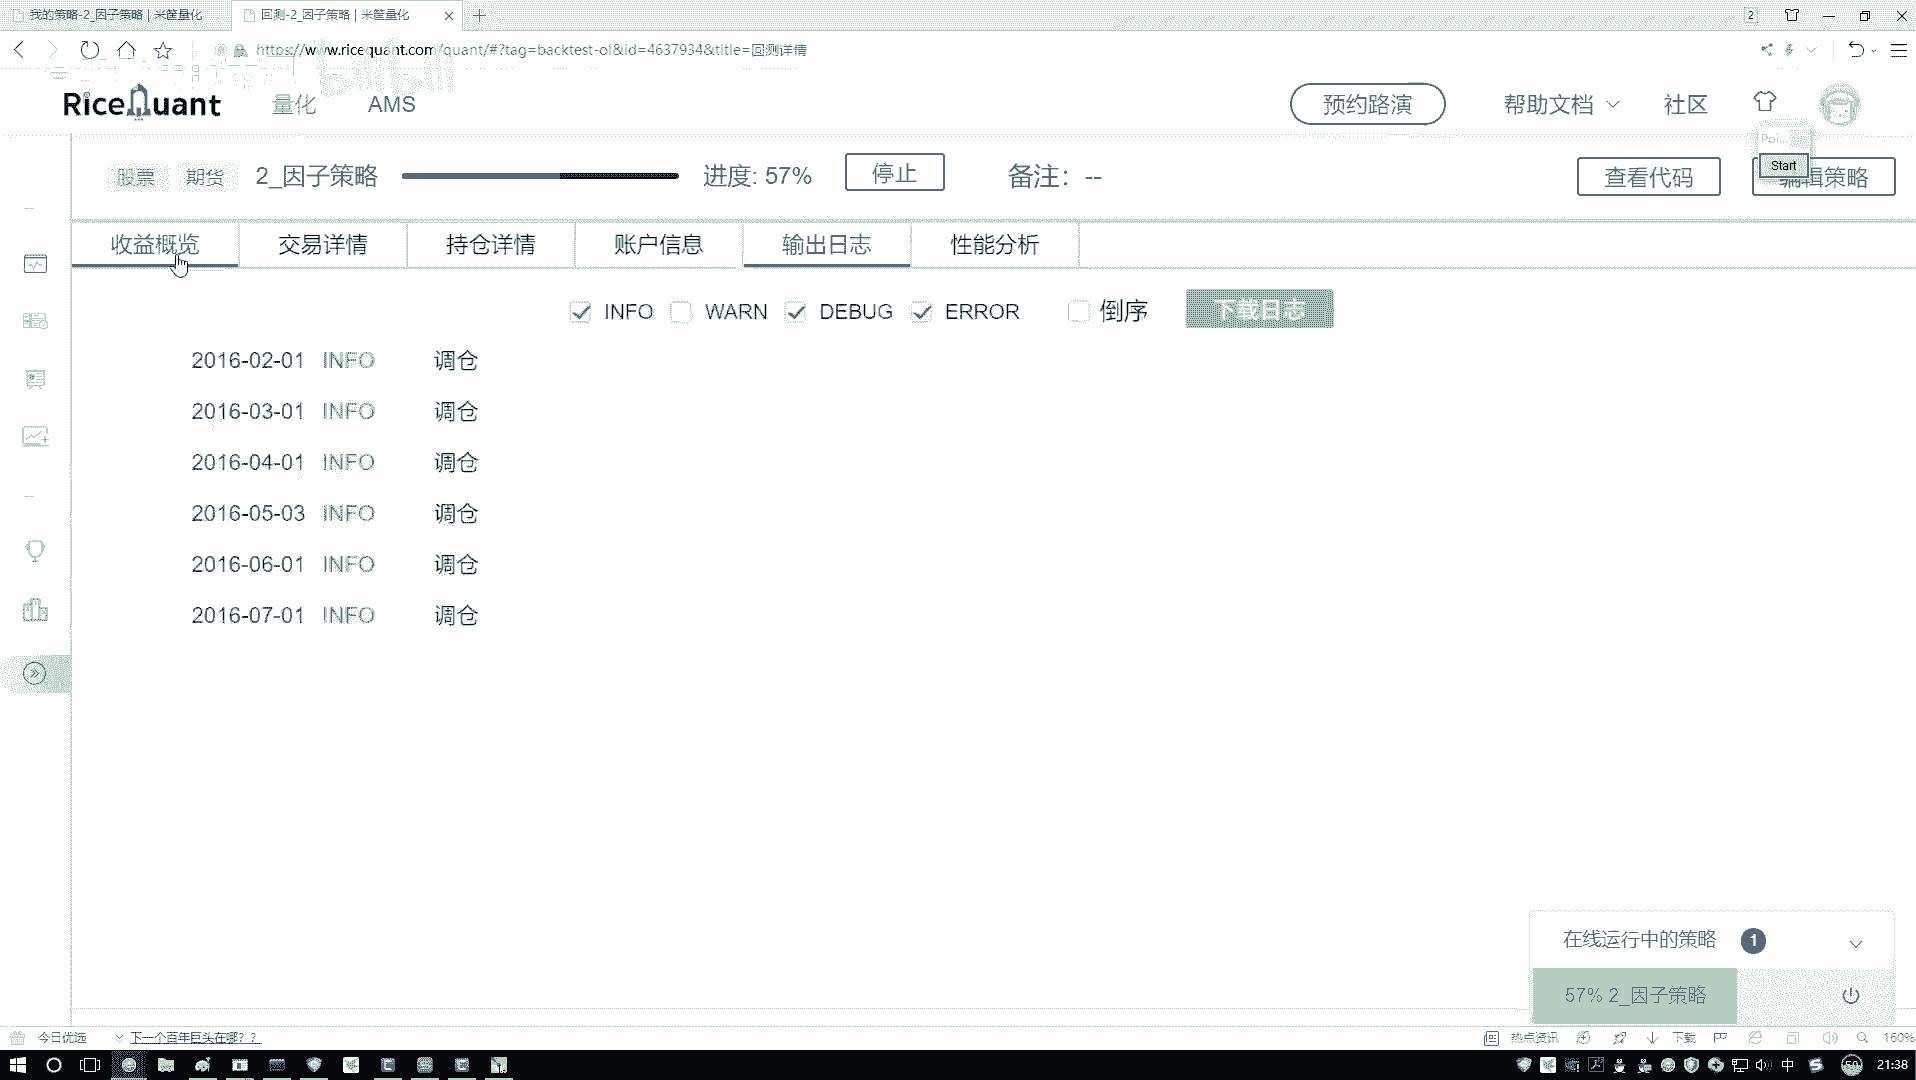 我的策略-2_因子策略 | 米筐量化
回测-2_因子策略 | 米筐量化
2
https://www.ricequant.com/quant/#?tag=backtest-ol&id=4637934&title=回测详情
RiceQuant 量化 AMS 预约路演 帮助文档 社区
Poi...
Start
股票 期货 2_因子策略 进度: 57% 停止 备注: -- 查看代码 编辑策略
收益概览 交易详情 持仓详情 账户信息 输出日志 性能分析
INFO WARN DEBUG ERROR 倒序 下载日志
2016-02-01 INFO 调仓
2016-03-01 INFO 调仓
2016-04-01 INFO 调仓
2016-05-03 INFO 调仓
2016-06-01 INFO 调仓
2016-07-01 INFO 调仓
在线运行中的策略 1
57% 2_因子策略
今日优选 下一个百年巨头在哪？？ 热点资讯 下载 160%
中 21:38